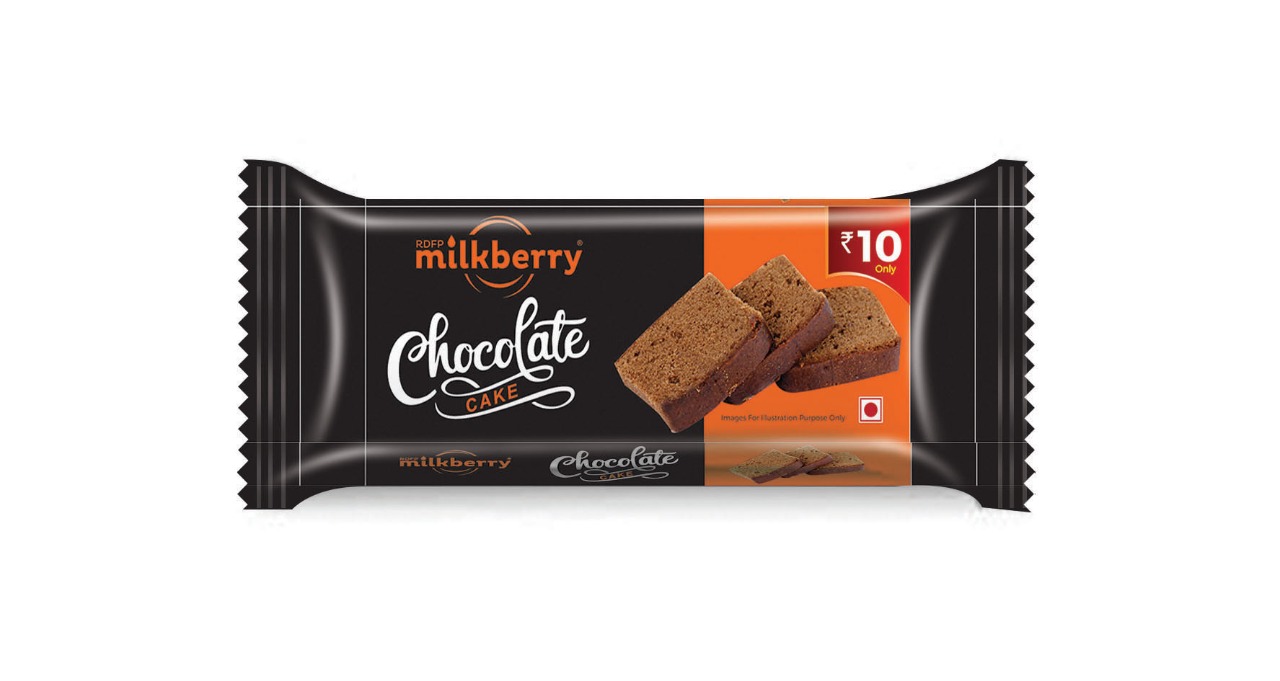 RDFP
milkberry®
Chocolate
CAKE
₹10
Only
Images For Illustration Purpose Only
RDFP
milkberry®
Chocolate
CAKE